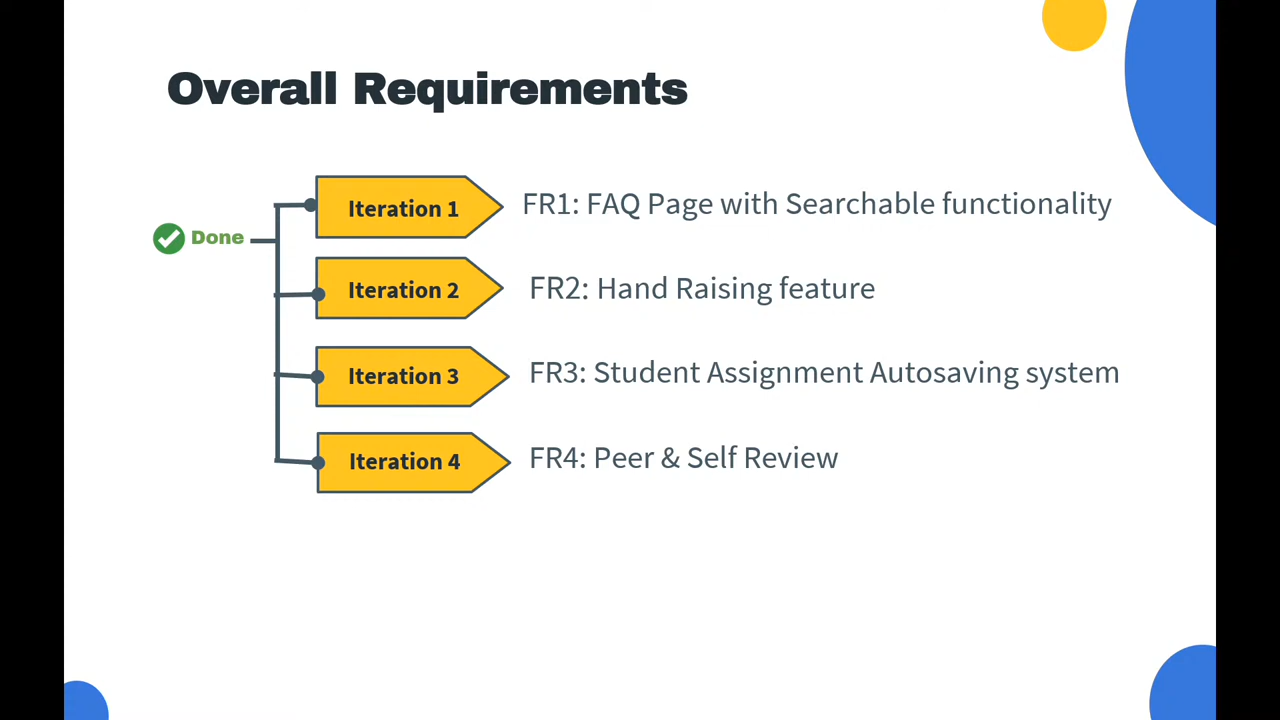 Overall Requirements
Iteration 1
FR1: FAQ Page with Searchable functionality
Done
Iteration 2
FR2: Hand Raising feature
Iteration 3
FR3: Student Assignment Autosaving system
Iteration 4
FR4: Peer & Self Review